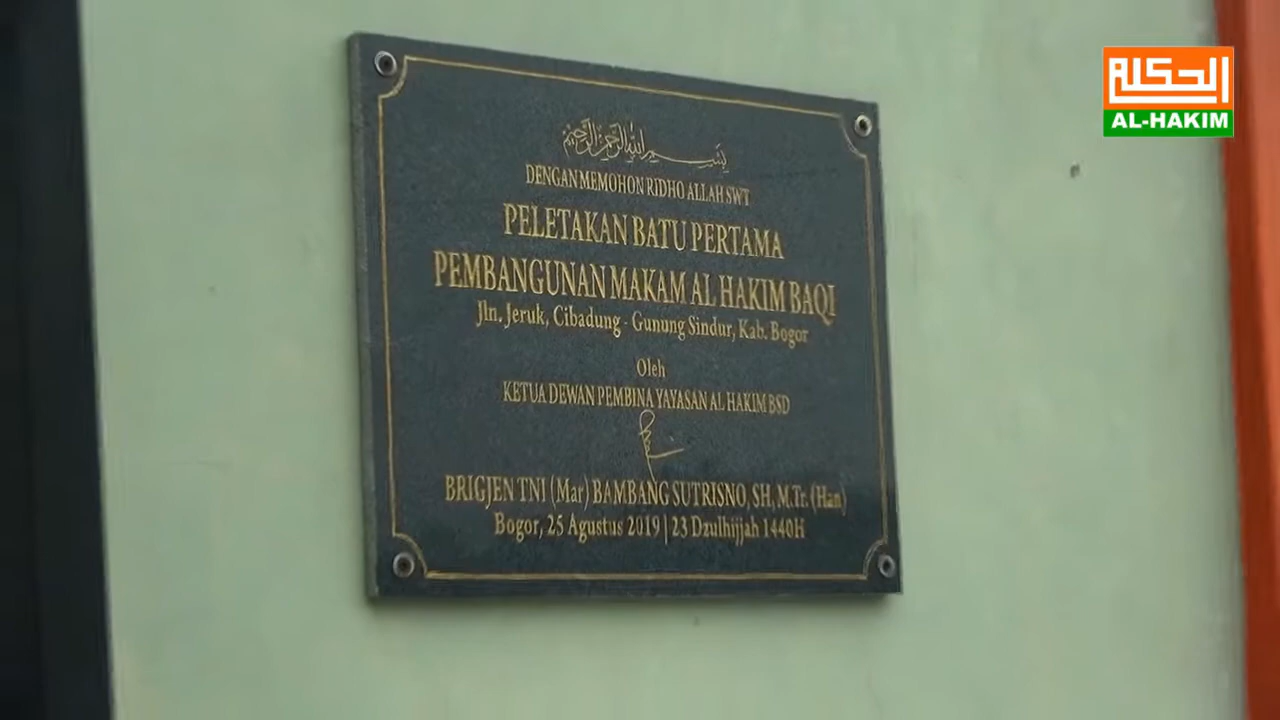 بسم الله الرحمن الرحيم
DENGAN MEMOHON RIDHO ALLAH SWT
PELETAKAN BATU PERTAMA
PEMBANGUNAN MAKAM AL HAKIM BAQI
Jln. Jeruk, Cibadung - Gunung Sindur, Kab. Bogor
Oleh
KETUA DEWAN PEMBINA YAYASAN AL HAKIM BSD
BRIGJEN TNI (Mar) BAMBANG SUTRISNO, SH, M.Tr. (Han)
Bogor, 25 Agustus 2019 | 23 Dzulhijjah 1440H
الحكيم
AL-HAKIM